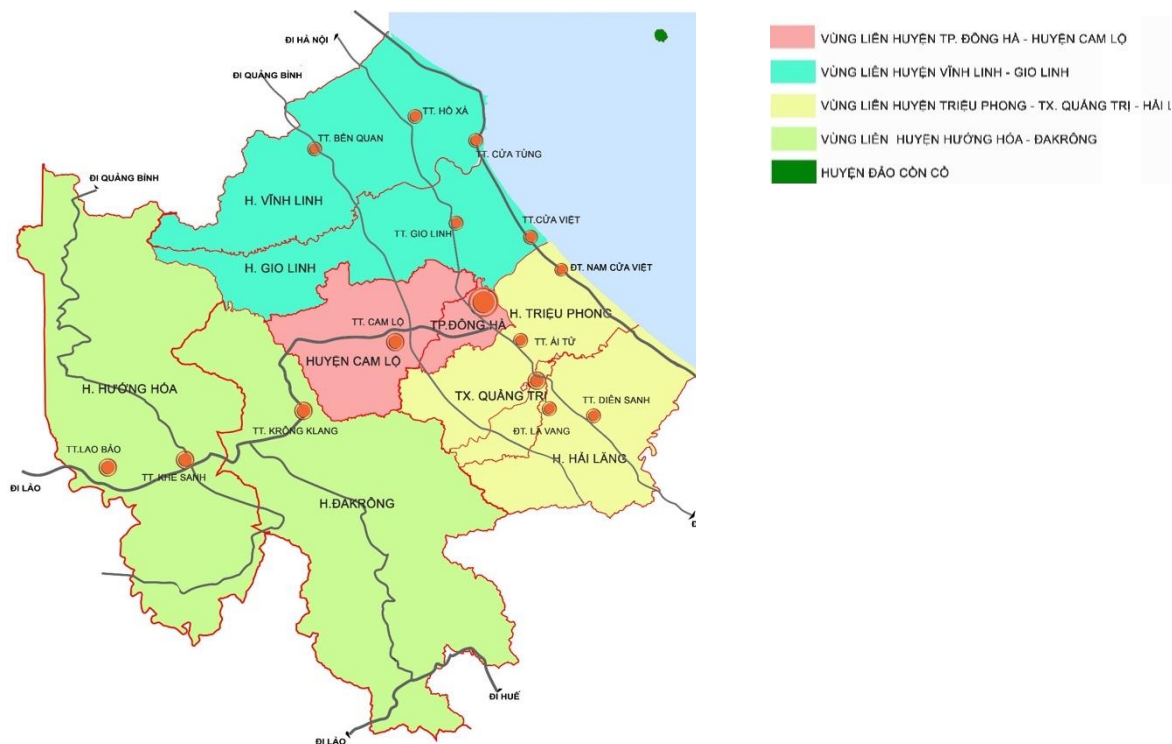 ĐI HÀ NỘI
ĐI QUẢNG BÌNH
TT. HỒ XÁ
TT. BẾN QUAN
TT. CỬA TÙNG
ĐI QUẢNG BÌNH
H. VĨNH LINH
TT.CỬA VIỆT
TT. GIO LINH
H. GIO LINH
ĐT. NAM CỬA VIỆT
H. TRIỆU PHONG
TT. CAM LỘ
TP.ĐÔNG HÀ
TT. ÁI TỬ
HUYỆN CAM LỘ
H. HƯỚNG HÓA
TX. QUẢNG TRỊ
TT. DIÊN SANH
ĐT. LA VANG
TT. KRÔNG KLANG
TT.LAO BẢO
H. HẢI LĂNG
TT. KHE SANH
ĐI LÀO
H.ĐAKRÔNG
Đ
ĐI HUẾ
ĐI LÀO
VÙNG LIÊN HUYỆN TP. ĐÔNG HÀ - HUYỆN CAM LỘ
VÙNG LIÊN HUYỆN VĨNH LINH - GIO LINH
VÙNG LIÊN HUYỆN TRIỆU PHONG - TX. QUẢNG TRỊ - HẢI L
VÙNG LIÊN HUYỆN HƯỚNG HÓA - ĐAKRÔNG
HUYỆN ĐẢO CỒN CỎ